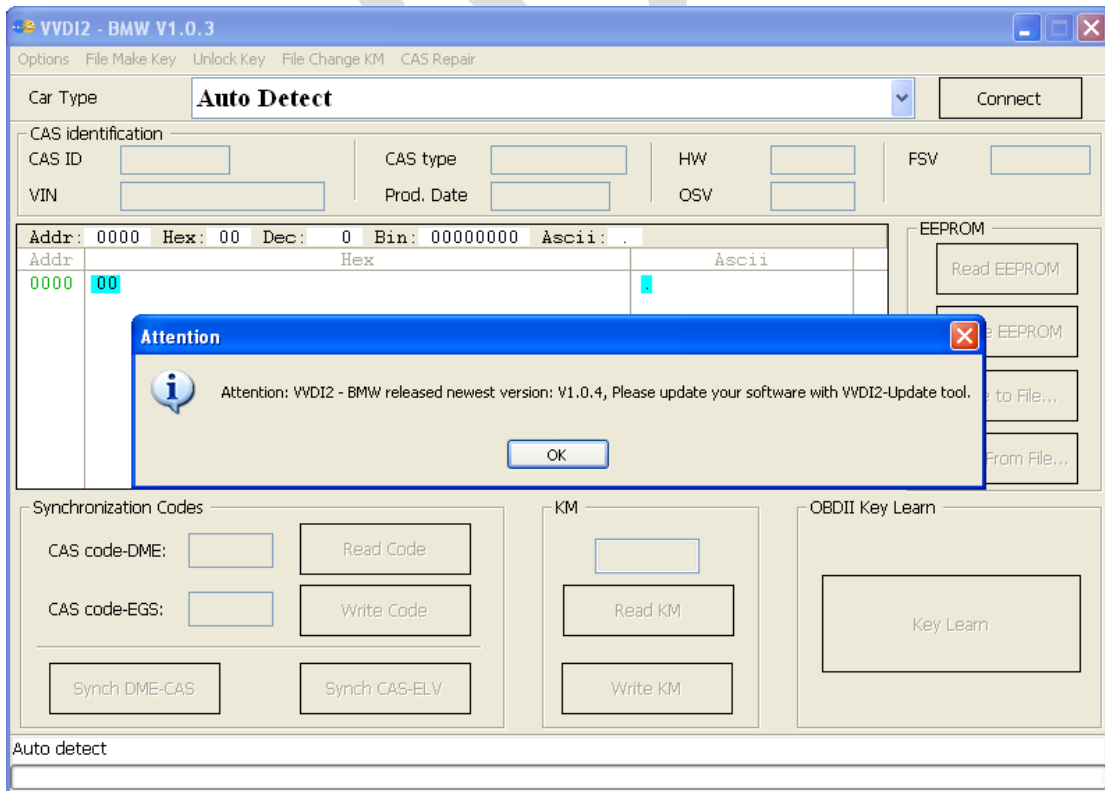 VVDI2 - BMW V1.0.3
Options File Make Key Unlock Key File Change KM CAS Repair
Car Type Auto Detect Connect
CAS identification
CAS ID CAS type HW FSV
VIN Prod. Date OSV
Addr: 0000 Hex: 00 Dec: 0 Bin: 00000000 Ascii: .
EEPROM
Addr Hex Ascii
Read EEPROM
0000 00 .
Attention
EEPROM
Attention: VVDI2 - BMW released newest version: V1.0.4, Please update your software with VVDI2-Update tool.
to File...
OK
From File...
Synchronization Codes KM OBDII Key Learn
CAS code-DME: Read Code
CAS code-EGS: Write Code Read KM Key Learn
Synch DME-CAS Synch CAS-ELV Write KM
Auto detect